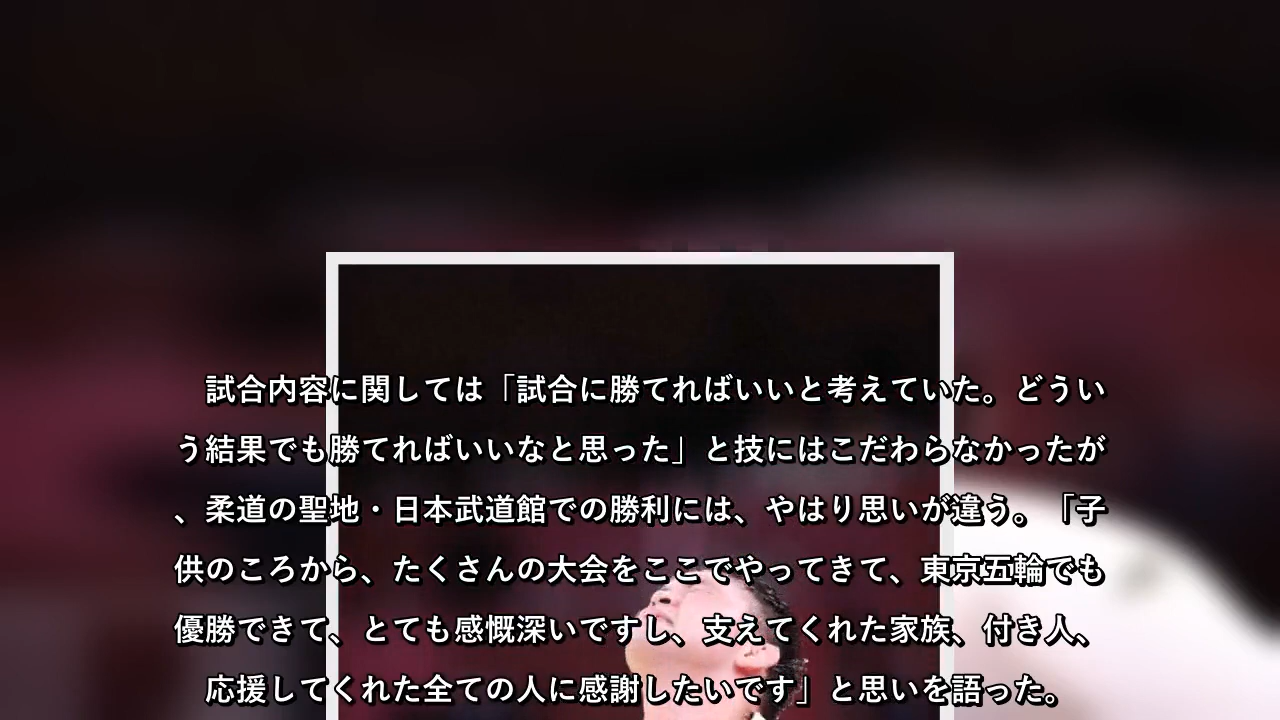 試合内容に関しては「試合に勝てればいいと考えていた。どうい
う結果でも勝てればいいなと思った」と技にはこだわらなかったが
、柔道の聖地・日本武道館での勝利には、やはり思いが違う。「子
供のころから、たくさんの大会をここでやってきて、東京五輪でも
優勝できて、とても感慨深いですし、支えてくれた家族、付き人、
応援してくれた全ての人に感謝したいです」と思いを語った。